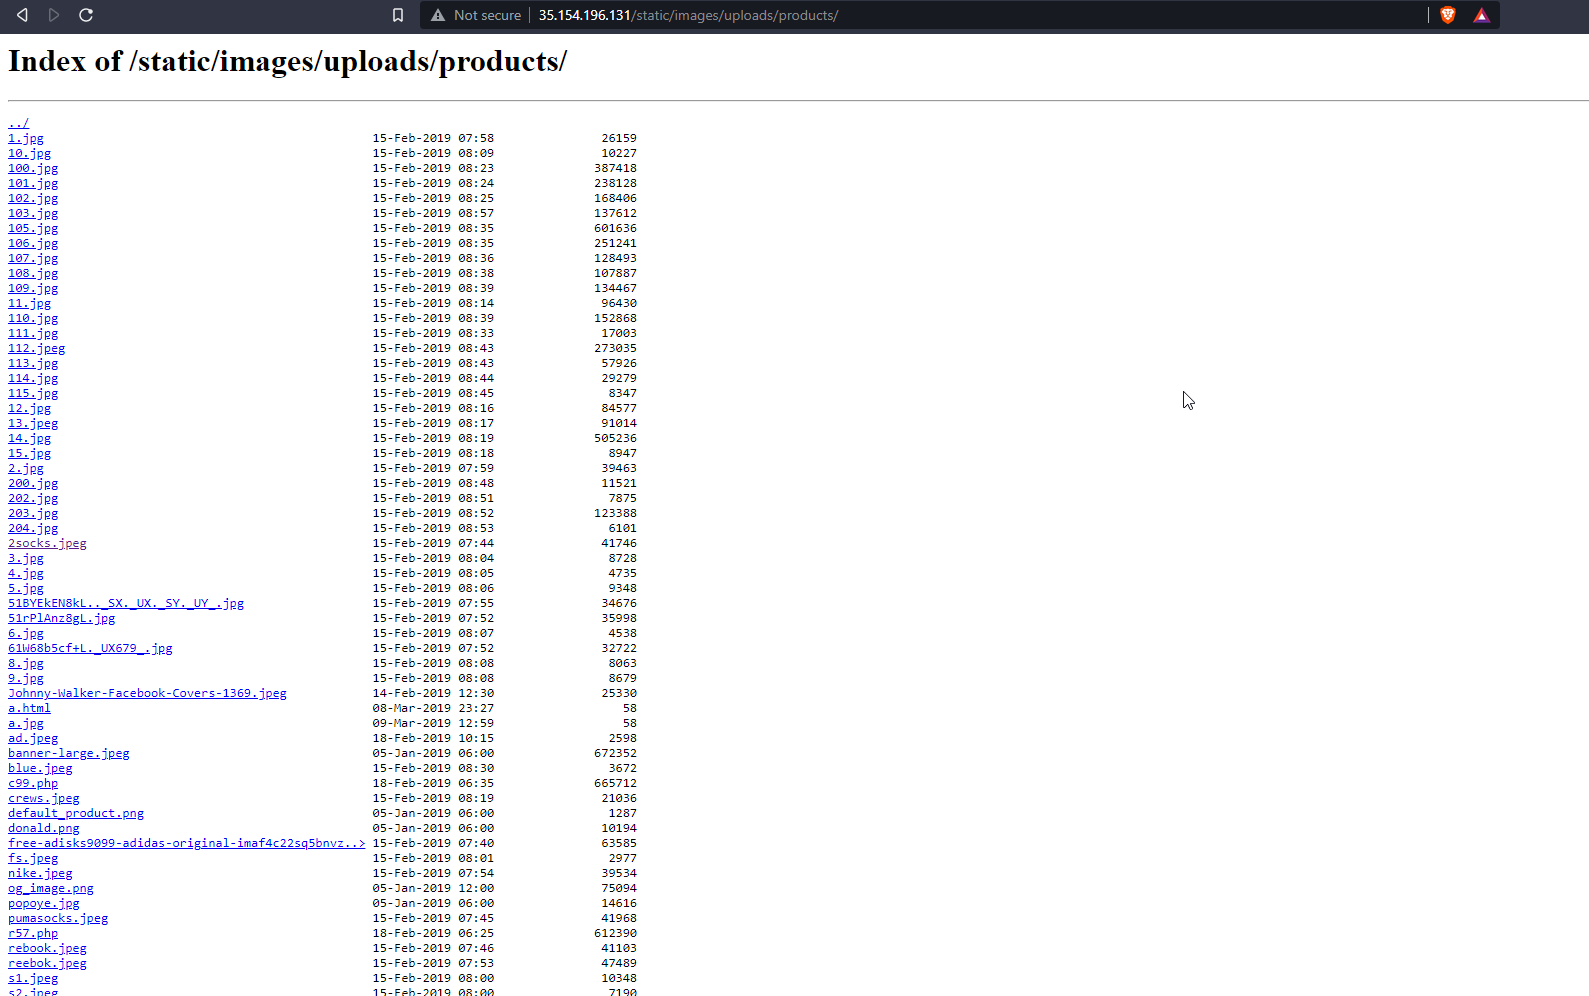 Not secure 35.154.196.131/static/images/uploads/products/
Index of /static/images/uploads/products/
../
1.jpg 15-Feb-2019 07:58 26159
10.jpg 15-Feb-2019 08:09 10227
100.jpg 15-Feb-2019 08:23 387418
101.jpg 15-Feb-2019 08:24 238128
102.jpg 15-Feb-2019 08:25 168406
103.jpg 15-Feb-2019 08:57 137612
105.jpg 15-Feb-2019 08:35 601636
106.jpg 15-Feb-2019 08:35 251241
107.jpg 15-Feb-2019 08:36 128493
108.jpg 15-Feb-2019 08:38 107887
109.jpg 15-Feb-2019 08:39 134467
11.jpg 15-Feb-2019 08:14 96430
110.jpg 15-Feb-2019 08:39 152868
111.jpg 15-Feb-2019 08:33 17003
112.jpeg 15-Feb-2019 08:43 273035
113.jpg 15-Feb-2019 08:43 57926
114.jpg 15-Feb-2019 08:44 29279
115.jpg 15-Feb-2019 08:45 8347
12.jpg 15-Feb-2019 08:16 84577
13.jpeg 15-Feb-2019 08:17 91014
14.jpg 15-Feb-2019 08:19 505236
15.jpg 15-Feb-2019 08:18 8947
2.jpg 15-Feb-2019 07:59 39463
200.jpg 15-Feb-2019 08:48 11521
202.jpg 15-Feb-2019 08:51 7875
203.jpg 15-Feb-2019 08:52 123388
204.jpg 15-Feb-2019 08:53 6101
2socks.jpeg 15-Feb-2019 07:44 41746
3.jpg 15-Feb-2019 08:04 8728
4.jpg 15-Feb-2019 08:05 4735
5.jpg 15-Feb-2019 08:06 9348
51BYEkEN8kL.._SX._UX._SY._UY_.jpg 15-Feb-2019 07:55 34676
51rPlAnz8gL.jpg 15-Feb-2019 07:52 35998
6.jpg 15-Feb-2019 08:07 4538
61W68b5cf+L._UX679_.jpg 15-Feb-2019 07:52 32722
8.jpg 15-Feb-2019 08:08 8063
9.jpg 15-Feb-2019 08:08 8679
Johnny-Walker-Facebook-Covers-1369.jpeg 14-Feb-2019 12:30 25330
a.html 08-Mar-2019 23:27 58
a.jpg 09-Mar-2019 12:59 58
ad.jpeg 18-Feb-2019 10:15 2598
banner-large.jpeg 05-Jan-2019 06:00 672352
blue.jpeg 15-Feb-2019 08:30 3672
c99.php 18-Feb-2019 06:35 665712
crews.jpeg 15-Feb-2019 08:19 21036
default_product.png 05-Jan-2019 06:00 1287
donald.png 05-Jan-2019 06:00 10194
free-adisks9099-adidas-original-imaf4c22sq5bnvz..> 15-Feb-2019 07:40 63585
fs.jpeg 15-Feb-2019 08:01 2977
nike.jpeg 15-Feb-2019 07:54 39534
og_image.png 05-Jan-2019 12:00 75094
popoye.jpg 05-Jan-2019 06:00 14616
pumasocks.jpeg 15-Feb-2019 07:45 41968
r57.php 18-Feb-2019 06:25 612390
rebook.jpeg 15-Feb-2019 07:46 41103
reebok.jpeg 15-Feb-2019 07:53 47489
s1.jpeg 15-Feb-2019 08:00 10348
s2.jpeg 15-Feb-2019 08:00 7190